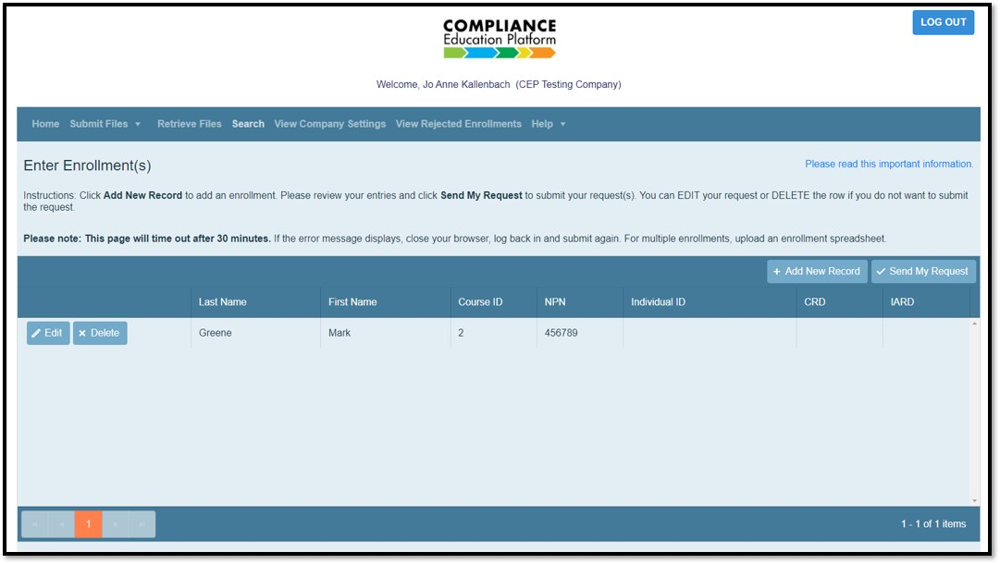 COMPLIANCE
Education Platform
LOG OUT
Welcome, Jo Anne Kallenbach (CEP Testing Company)
Home Submit Files Retrieve Files Search View Company Settings View Rejected Enrollments Help
Enter Enrollment(s)
Please read this important information.
Instructions: Click Add New Record to add an enrollment. Please review your entries and click Send My Request to submit your request(s). You can EDIT your request or DELETE the row if you do not want to submit
the request.
Please note: This page will time out after 30 minutes. If the error message displays, close your browser, log back in and submit again. For multiple enrollments, upload an enrollment spreadsheet.
+ Add New Record ✓ Send My Request
Last Name First Name Course ID NPN Individual ID CRD IARD
Edit × Delete Greene Mark 2 456789
1
1 - 1 of 1 items